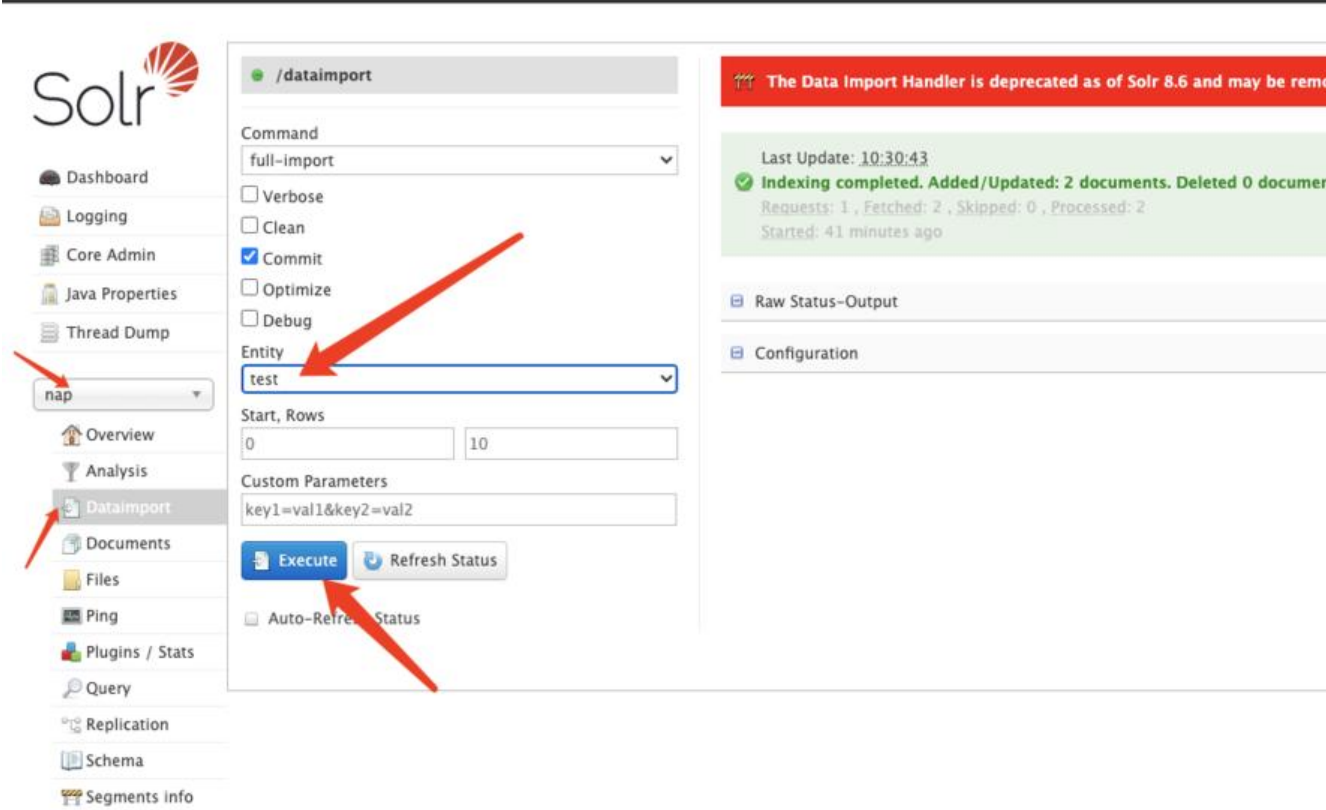 Solr
Dashboard
Logging
Core Admin
Java Properties
Thread Dump
nap
Overview
Analysis
Dataimport
Documents
Files
Ping
Plugins / Stats
Query
Replication
Schema
Segments info
/dataimport
Command
full-import
Verbose
Clean
Commit
Optimize
Debug
Entity
test
Start, Rows
0 10
Custom Parameters
key1=val1&key2=val2
Execute Refresh Status
Auto-Refre Status
The Data Import Handler is deprecated as of Solr 8.6 and may be remo
Last Update: 10:30:43
Indexing completed. Added/Updated: 2 documents. Deleted 0 documen
Requests: 1 , Fetched: 2 , Skipped: 0 , Processed: 2
Started: 41 minutes ago
Raw Status-Output
Configuration